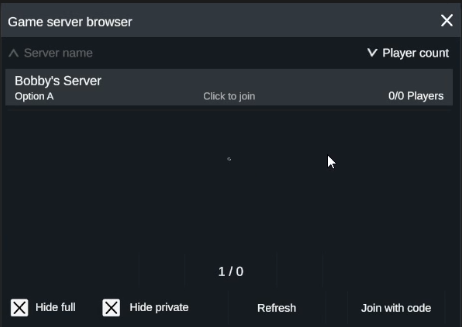 Game server browser
Server name
Player count
Bobby's Server
Option A
Click to join
0/0 Players
1 / 0
Hide full
Hide private
Refresh
Join with code